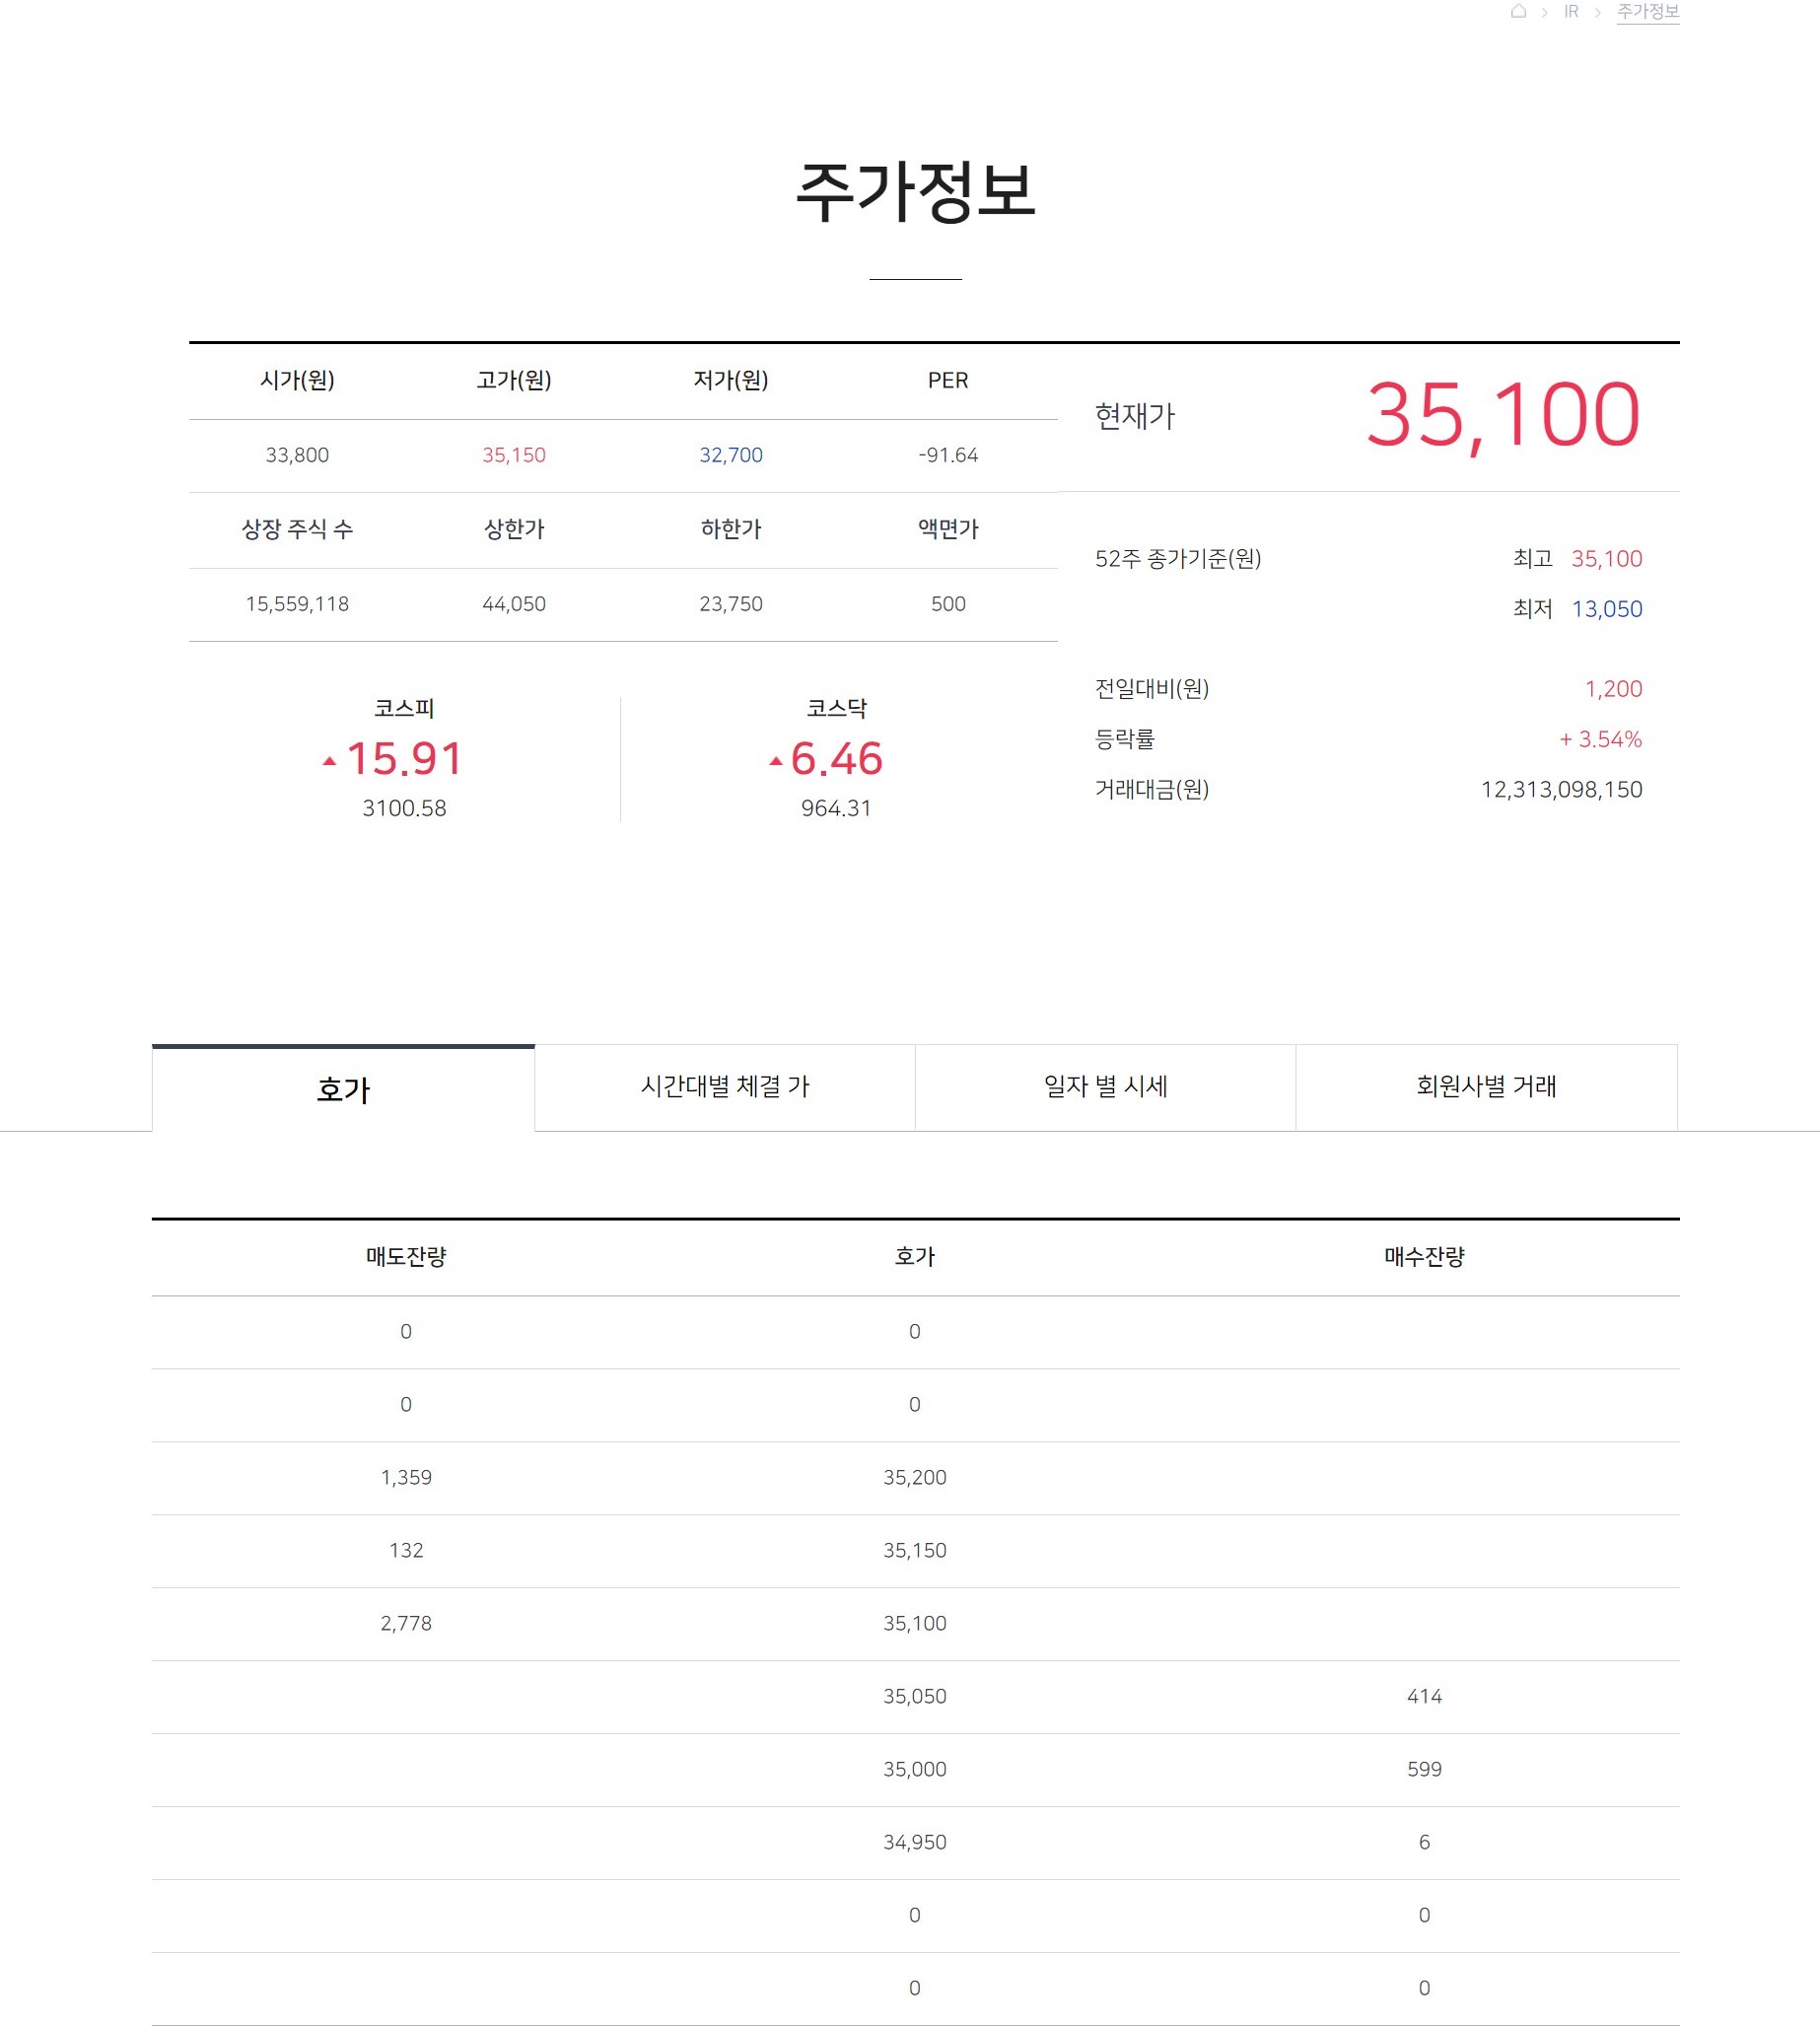 IR 주가정보
주가정보
시가(원) 고가(원) 저가(원) PER
33,800 35,150 32,700 -91.64
상장 주식 수 상한가 하한가 액면가
15,559,118 44,050 23,750 500
현재가 35,100
52주 종가기준(원) 최고 35,100
최저 13,050
전일대비(원) 1,200
등락률 + 3.54%
거래대금(원) 12,313,098,150
코스피 코스닥
▲ 15.91 ▲ 6.46
3100.58 964.31
호가 시간대별 체결 가 일자 별 시세 회원사별 거래
매도잔량 호가 매수잔량
0 0
0 0
1,359 35,200
132 35,150
2,778 35,100
35,050 414
35,000 599
34,950 6
0 0
0 0